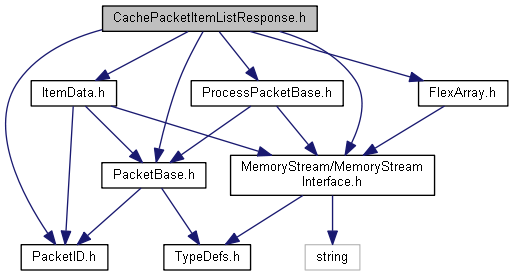 CachePacketItemListResponse.h
ItemData.h
ProcessPacketBase.h
FlexArray.h
PacketBase.h
MemoryStream/MemoryStream
Interface.h
PacketID.h
TypeDefs.h
string